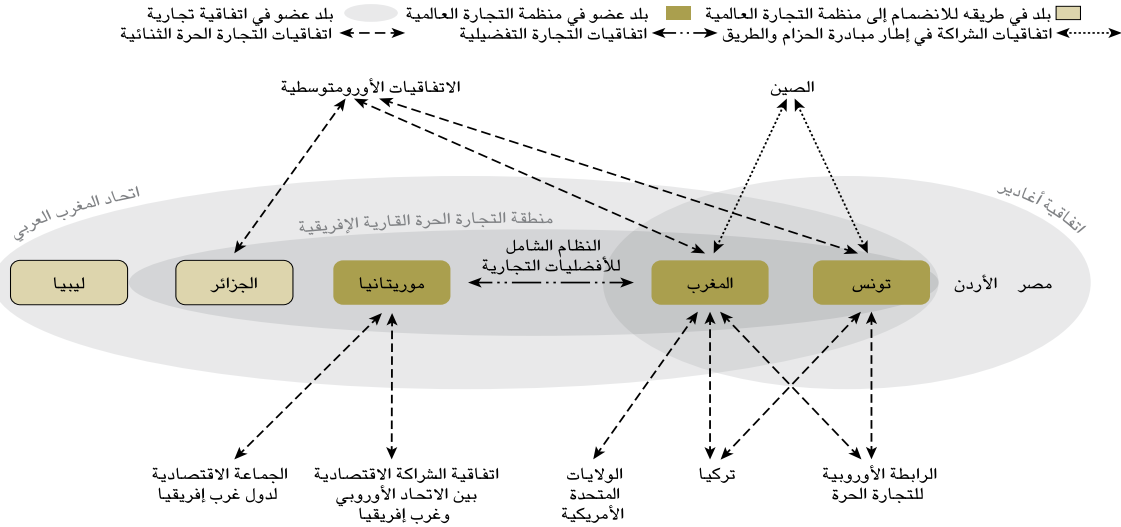 بلد في طريقه للانضمام إلى منظمة التجارة العالمية
بلد عضو في منظمة التجارة العالمية
بلد عضو في اتفاقية تجارية
اتفاقيات الشراكة في إطار مبادرة الحزام والطريق
اتفاقيات التجارة التفضيلية
اتفاقيات التجارة الحرة الثنائية
الصين
الاتفاقيات الأورومتوسطية
اتفاقية أغادير
اتحاد المغرب العربي
منطقة التجارة الحرة القارية الإفريقية
النظام الشامل
للأفضليات التجارية
مصر
الأردن
تونس
المغرب
موريتانيا
الجزائر
ليبيا
الرابطة الأوروبية
للتجارة الحرة
تركيا
الولايات
المتحدة
الأمريكية
اتفاقية الشراكة الاقتصادية
بين الاتحاد الأوروبي
وغرب إفريقيا
الجماعة الاقتصادية
لدول غرب إفريقيا